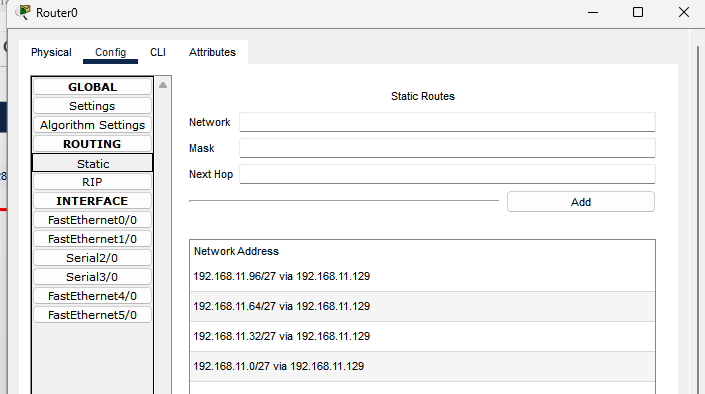 Router0
Physical Config CLI Attributes
GLOBAL
Settings
Algorithm Settings
ROUTING
Static
RIP
INTERFACE
FastEthernet0/0
FastEthernet1/0
Serial2/0
Serial3/0
FastEthernet4/0
FastEthernet5/0
Static Routes
Network
Mask
Next Hop
Add
Network Address
192.168.11.96/27 via 192.168.11.129
192.168.11.64/27 via 192.168.11.129
192.168.11.32/27 via 192.168.11.129
192.168.11.0/27 via 192.168.11.129